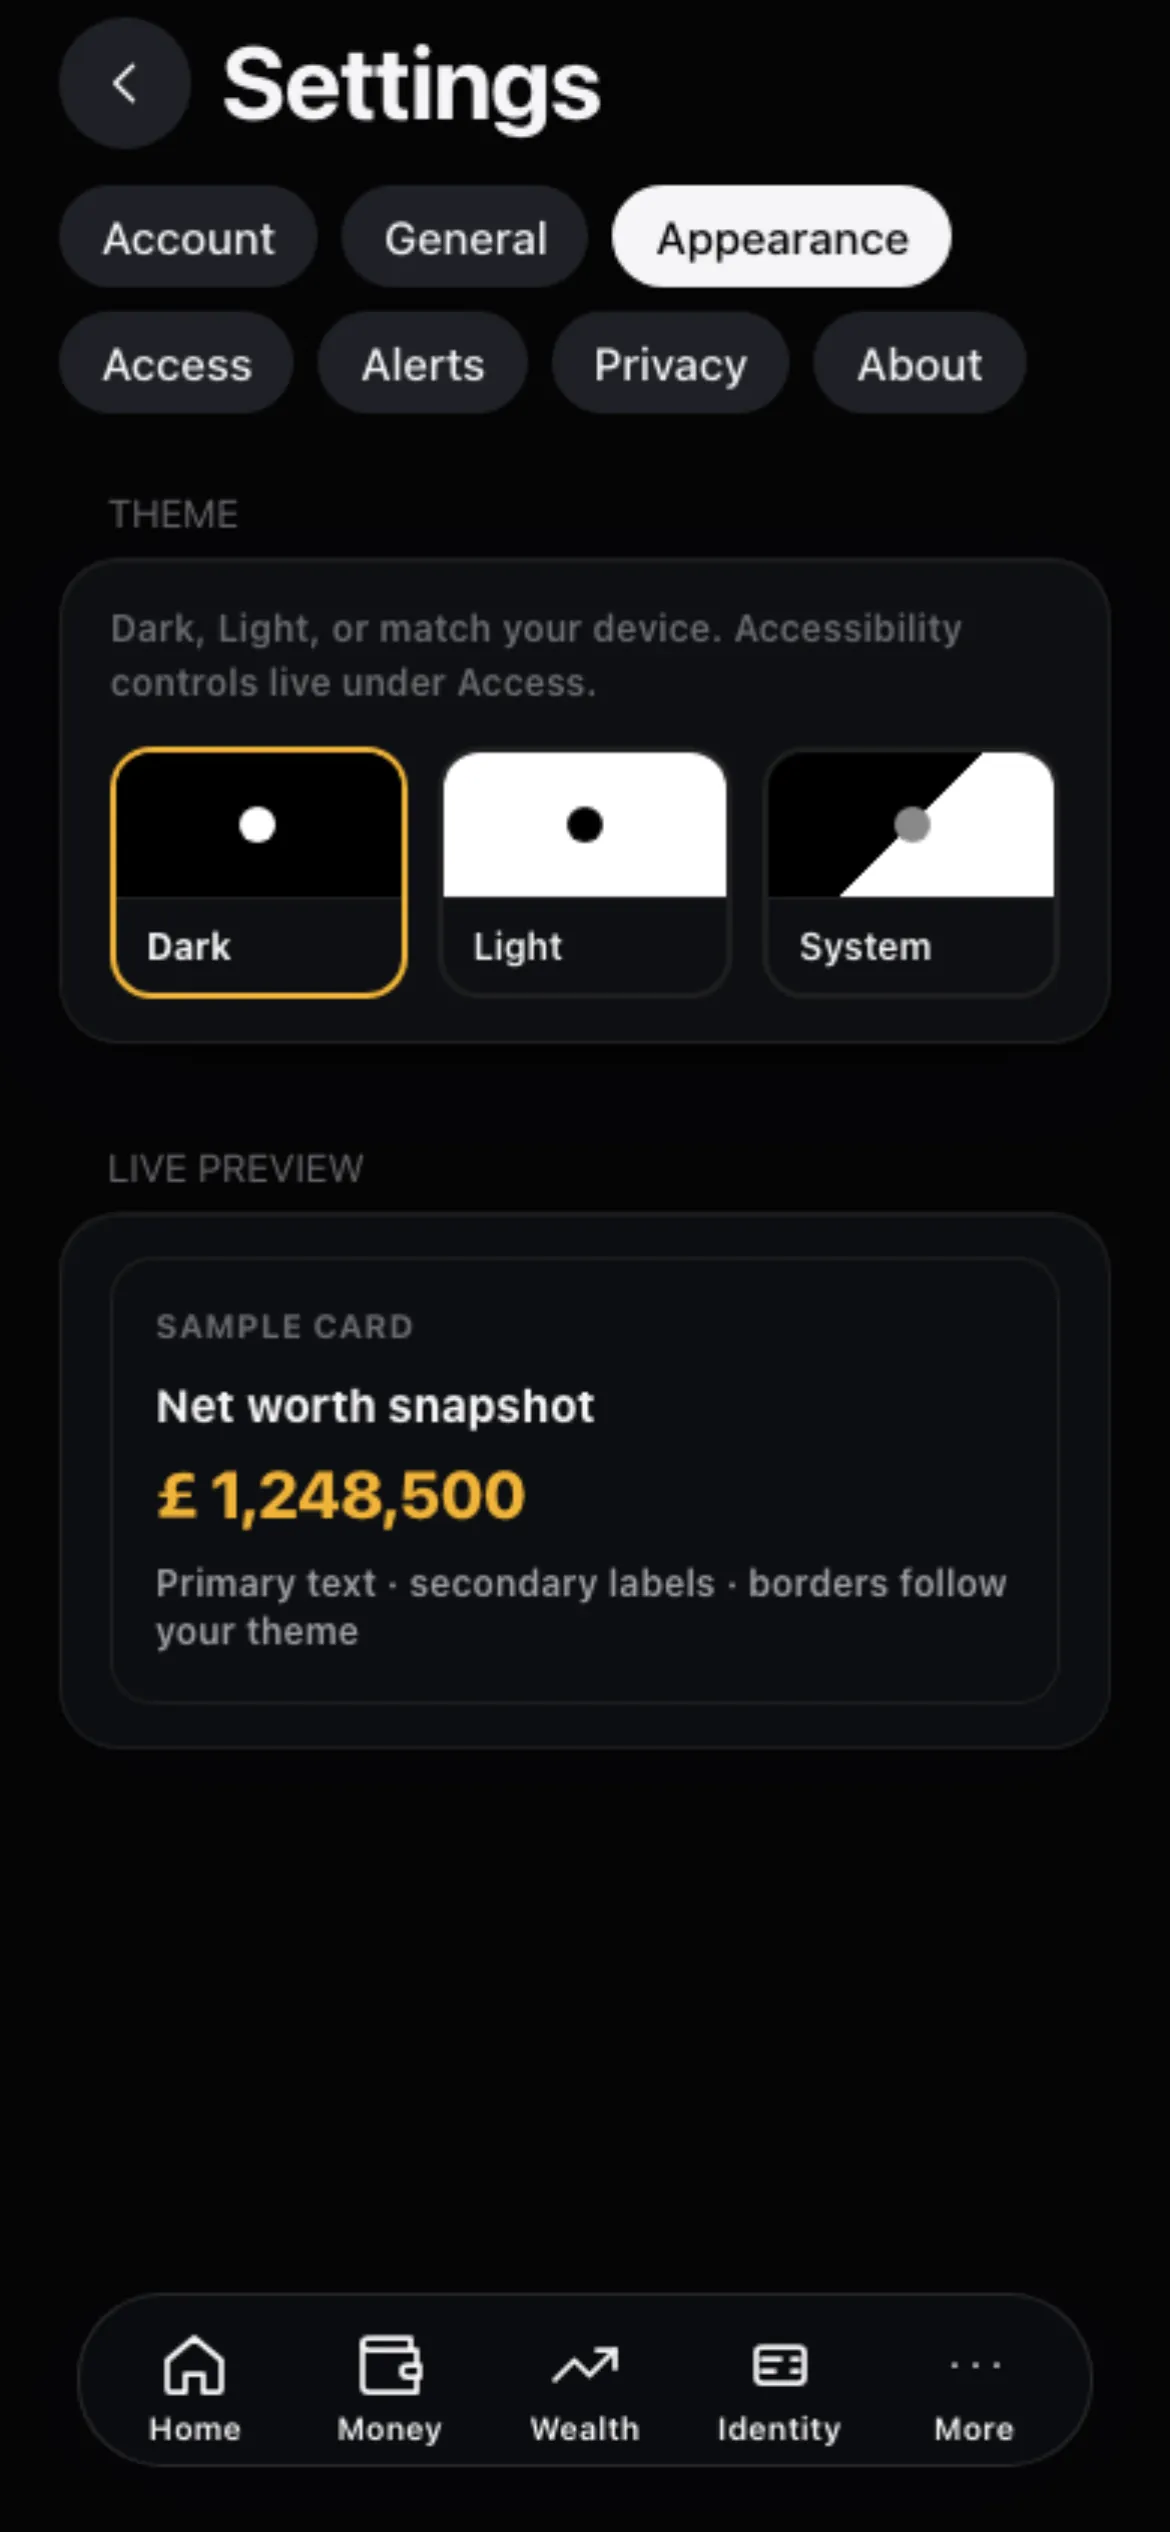 Settings
Account General Appearance
Access Alerts Privacy About
THEME
Dark, Light, or match your device. Accessibility
controls live under Access.
Dark Light System
LIVE PREVIEW
SAMPLE CARD
Net worth snapshot
£ 1,248,500
Primary text · secondary labels · borders follow
your theme
Home Money Wealth Identity More